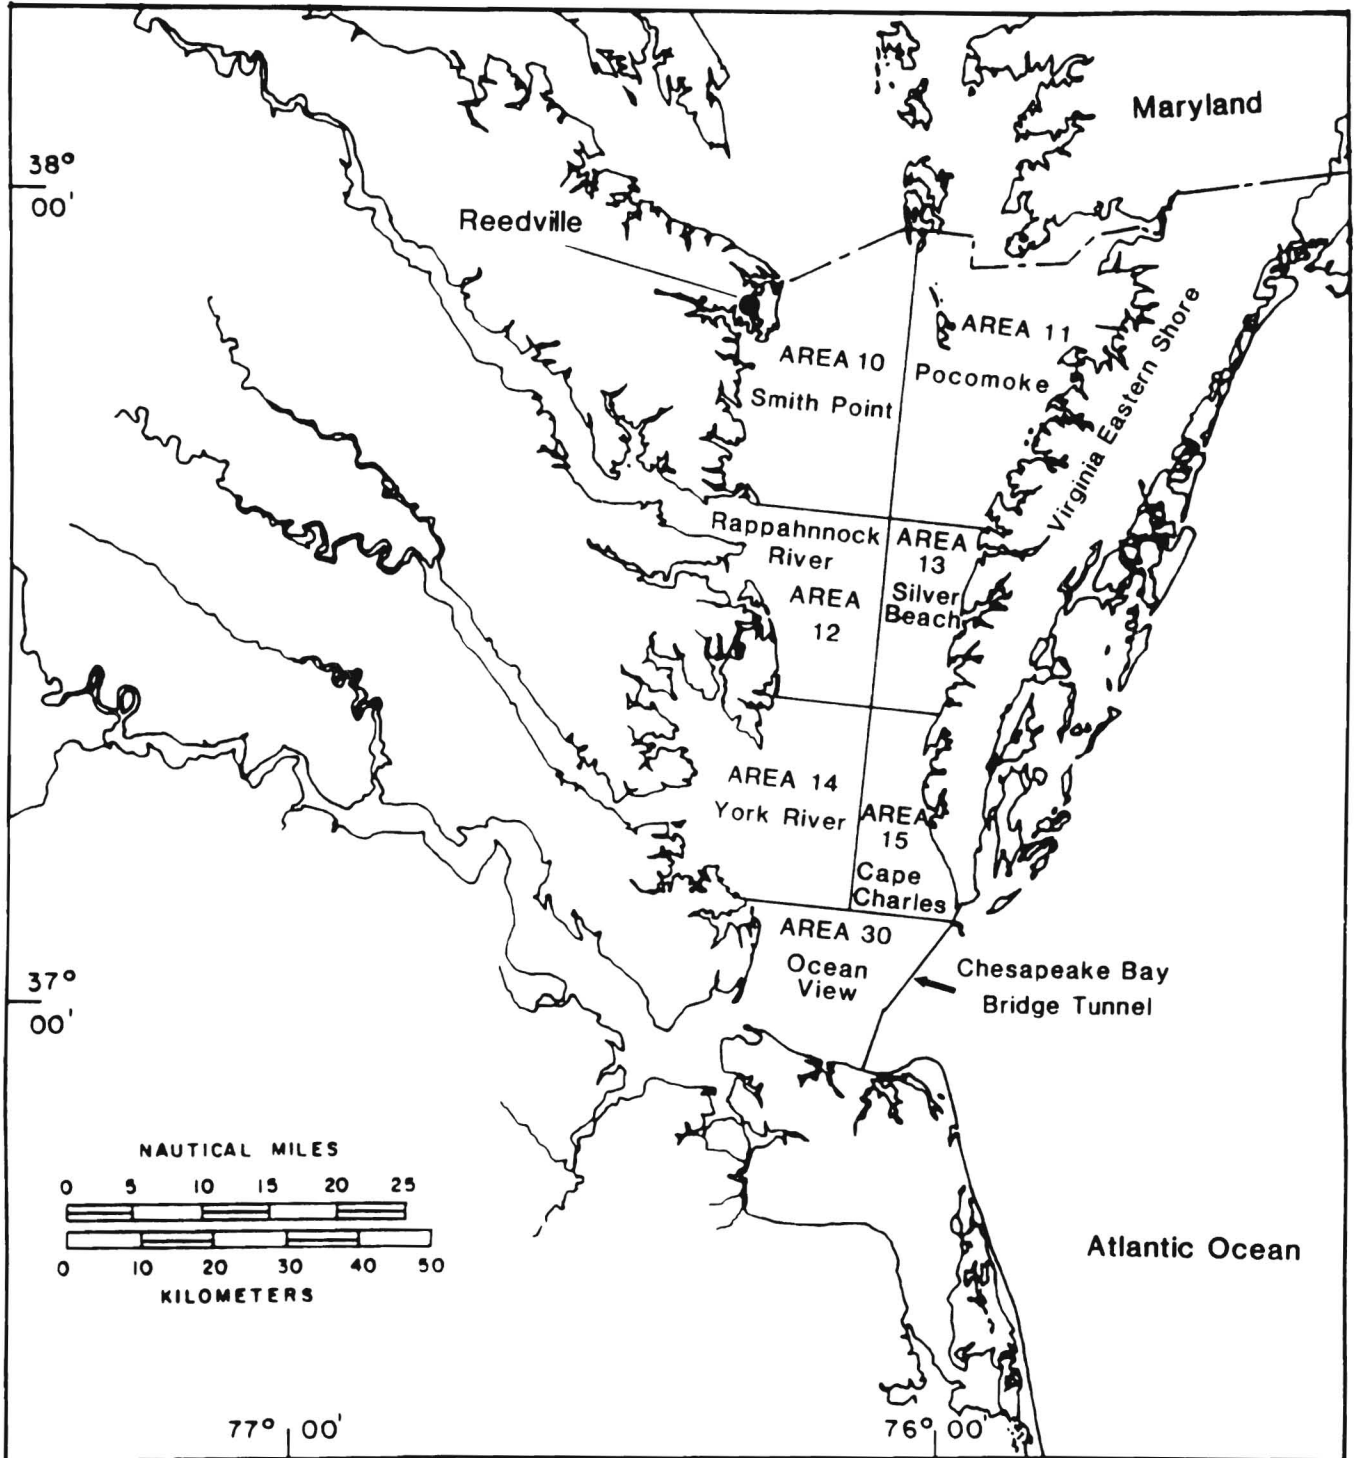 Maryland
38°
00'
Reedville
AREA 11
Pocomoke
AREA 10
Smith Point
Virginia Eastern Shore
Rappahnnock
River
AREA
12
AREA
13
Silver
Beach
AREA 14
York River
AREA
15
Cape
Charles
AREA 30
Ocean
View
Chesapeake Bay
Bridge Tunnel
37°
00'
NAUTICAL MILES
0 5 10 15 20 25
0 10 20 30 40 50
KILOMETERS
Atlantic Ocean
77° 00'
76° 00'